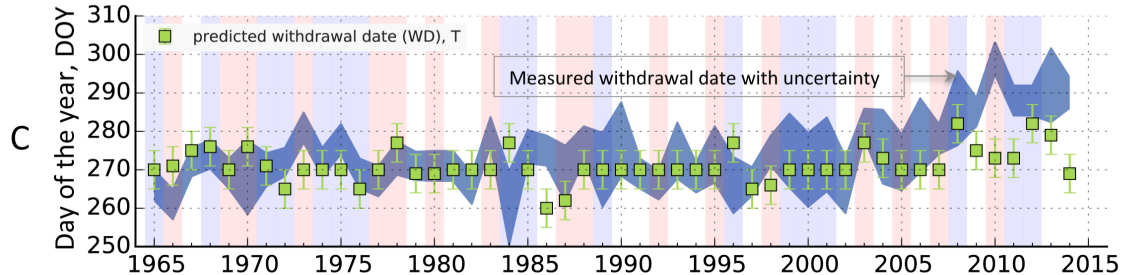 C
Day of the year, DOY
310
300
290
280
270
260
250
predicted withdrawal date (WD), T
Measured withdrawal date with uncertainty
1965 1970 1975 1980 1985 1990 1995 2000 2005 2010 2015